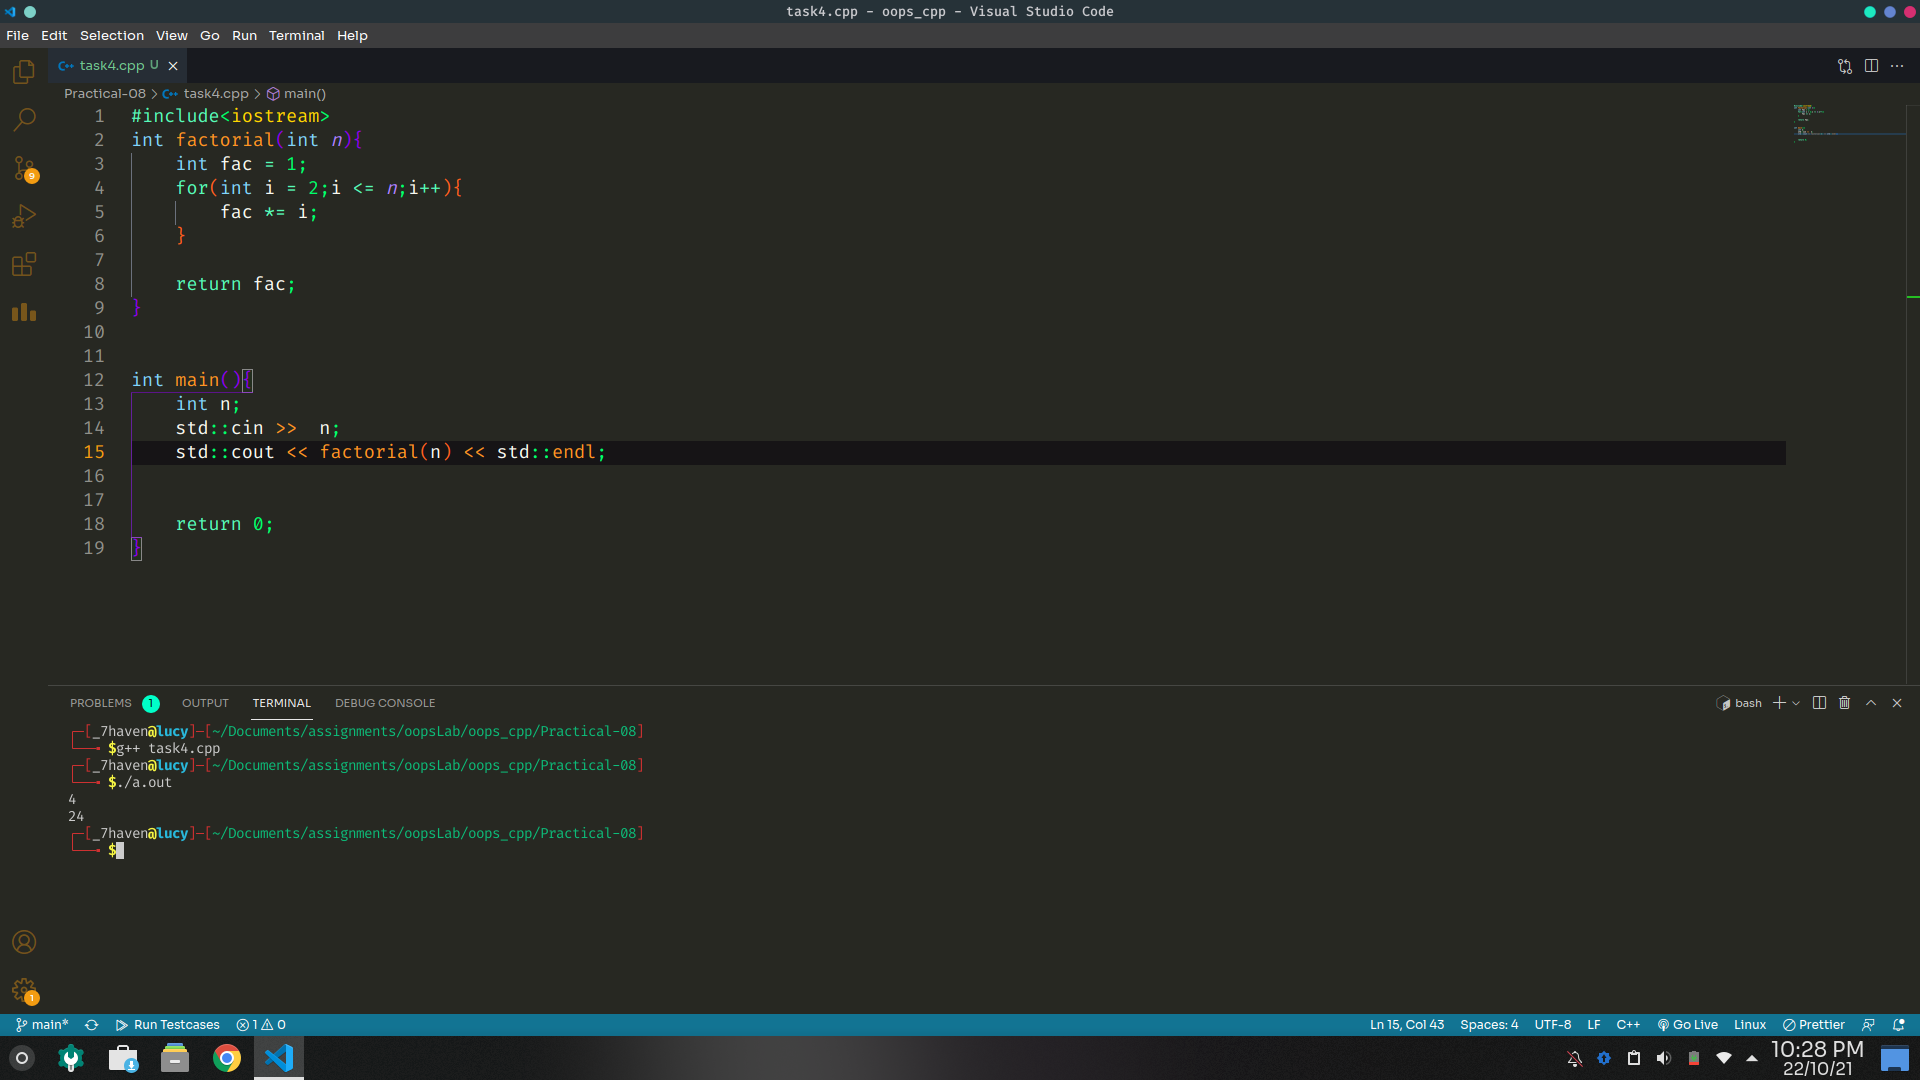 task4.cpp - oops_cpp - Visual Studio Code
File Edit Selection View Go Run Terminal Help
task4.cpp U
Practical-08 > task4.cpp > main()
1 #include<iostream>
2 int factorial(int n){
3 int fac = 1;
4 for(int i = 2;i <= n;i++){
5 fac *= i;
6 }
7
8 return fac;
9 }
10
11
12 int main(){
13 int n;
14 std::cin >>  n;
15 std::cout << factorial(n) << std::endl;
16
17
18 return 0;
19 }
9
PROBLEMS 1 OUTPUT TERMINAL DEBUG CONSOLE bash
[_7haven@lucy]-[~/Documents/assignments/oopsLab/oops_cpp/Practical-08]
$g++ task4.cpp
[_7haven@lucy]-[~/Documents/assignments/oopsLab/oops_cpp/Practical-08]
$./a.out
4
24
[_7haven@lucy]-[~/Documents/assignments/oopsLab/oops_cpp/Practical-08]
$
1
main* Run Testcases 1 0 Ln 15, Col 43 Spaces: 4 UTF-8 LF C++ Go Live Linux Prettier
10:28 PM
22/10/21